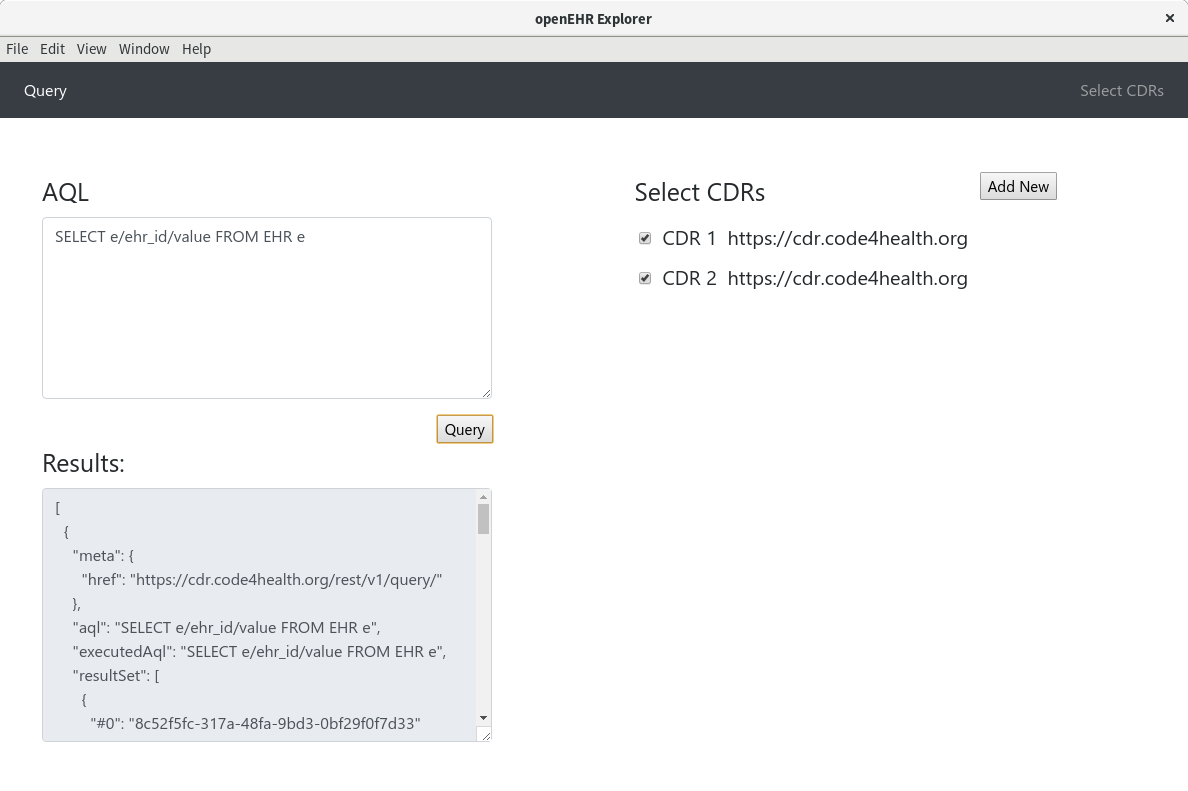 openEHR Explorer
File Edit View Window Help
Query
Select CDRs
AQL
SELECT e/ehr_id/value FROM EHR e
Query
Results:
[
{
"meta": {
"href": "https://cdr.code4health.org/rest/v1/query/"
},
"aql": "SELECT e/ehr_id/value FROM EHR e",
"executedAql": "SELECT e/ehr_id/value FROM EHR e",
"resultSet": [
{
"#0": "8c52f5fc-317a-48fa-9bd3-0bf29f0f7d33"
Select CDRs
Add New
CDR 1 https://cdr.code4health.org
CDR 2 https://cdr.code4health.org